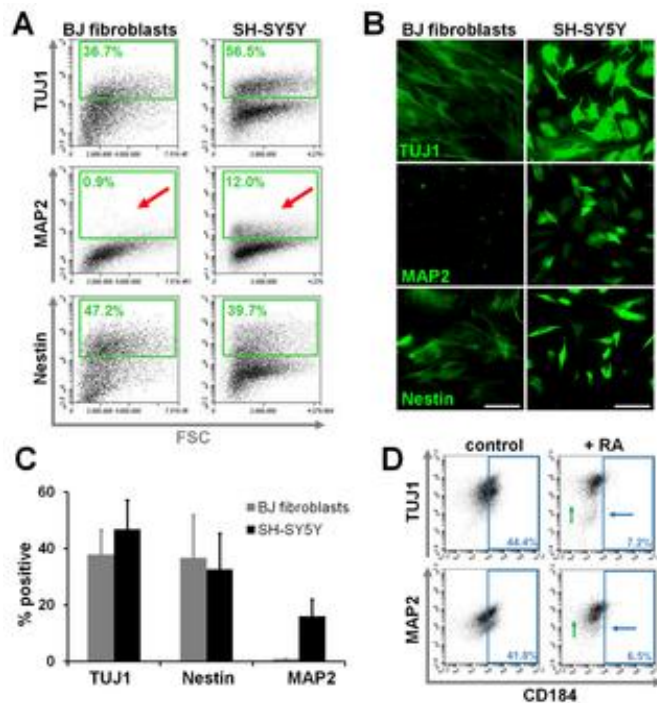 A
BJ fibroblasts
SH-SY5Y
TUJ1
36.7%
56.5%
MAP2
0.9%
12.0%
Nestin
47.2%
39.7%
FSC
B
BJ fibroblasts
SH-SY5Y
TUJ1
MAP2
Nestin
C
% positive
60
40
20
0
BJ fibroblasts
SH-SY5Y
TUJ1
Nestin
MAP2
D
control
+ RA
TUJ1
44.4%
7.2%
MAP2
41.8%
6.5%
CD184